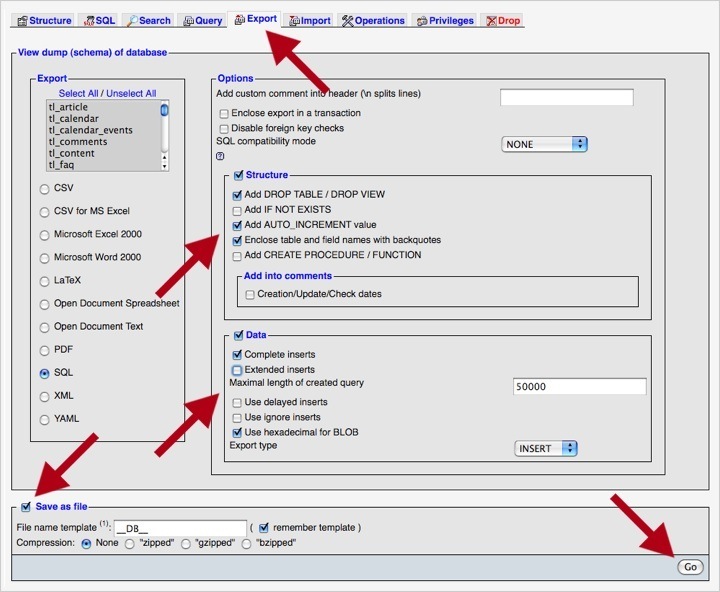 Structure SQL Search Query Export Import Operations Privileges Drop
View dump (schema) of database
Export
Select All / Unselect All
tl_article
tl_calendar
tl_calendar_events
tl_comments
tl_content
tl_faq
CSV
CSV for MS Excel
Microsoft Excel 2000
Microsoft Word 2000
LaTeX
Open Document Spreadsheet
Open Document Text
PDF
SQL
XML
YAML
Options
Add custom comment into header (\n splits lines)
Enclose export in a transaction
Disable foreign key checks
SQL compatibility mode NONE
?
Structure
Add DROP TABLE / DROP VIEW
Add IF NOT EXISTS
Add AUTO_INCREMENT value
Enclose table and field names with backquotes
Add CREATE PROCEDURE / FUNCTION
Add into comments
Creation/Update/Check dates
Data
Complete inserts
Extended inserts
Maximal length of created query 50000
Use delayed inserts
Use ignore inserts
Use hexadecimal for BLOB
Export type INSERT
Save as file
File name template (1): __DB__ ( remember template )
Compression: None "zipped" "gzipped" "bzipped"
Go